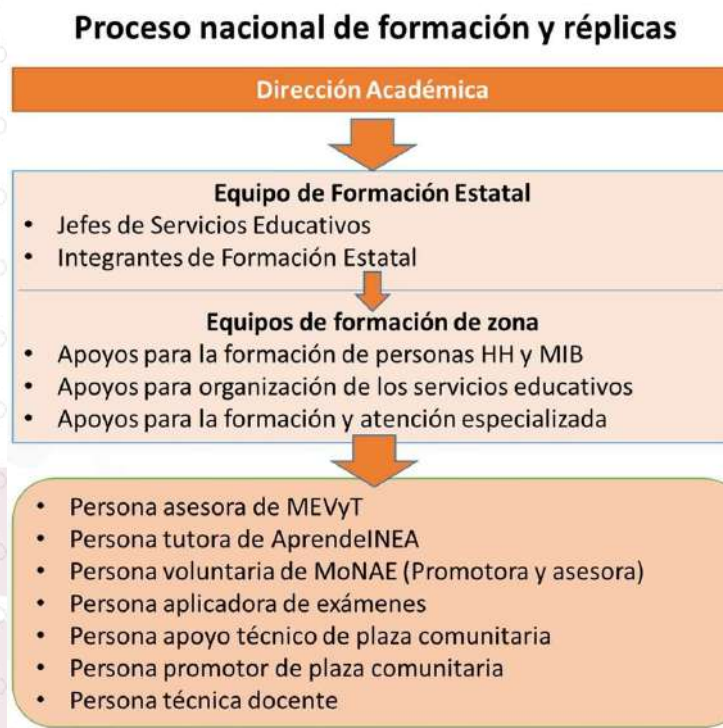 Proceso nacional de formación y réplicas
Dirección Académica
Equipo de Formación Estatal
• Jefes de Servicios Educativos
• Integrantes de Formación Estatal
Equipos de formación de zona
• Apoyos para la formación de personas HH y MIB
• Apoyos para organización de los servicios educativos
• Apoyos para la formación y atención especializada
• Persona asesora de MEVyT
• Persona tutora de AprendeINEA
• Persona voluntaria de MoNAE (Promotora y asesora)
• Persona aplicadora de exámenes
• Persona apoyo técnico de plaza comunitaria
• Persona promotor de plaza comunitaria
• Persona técnica docente